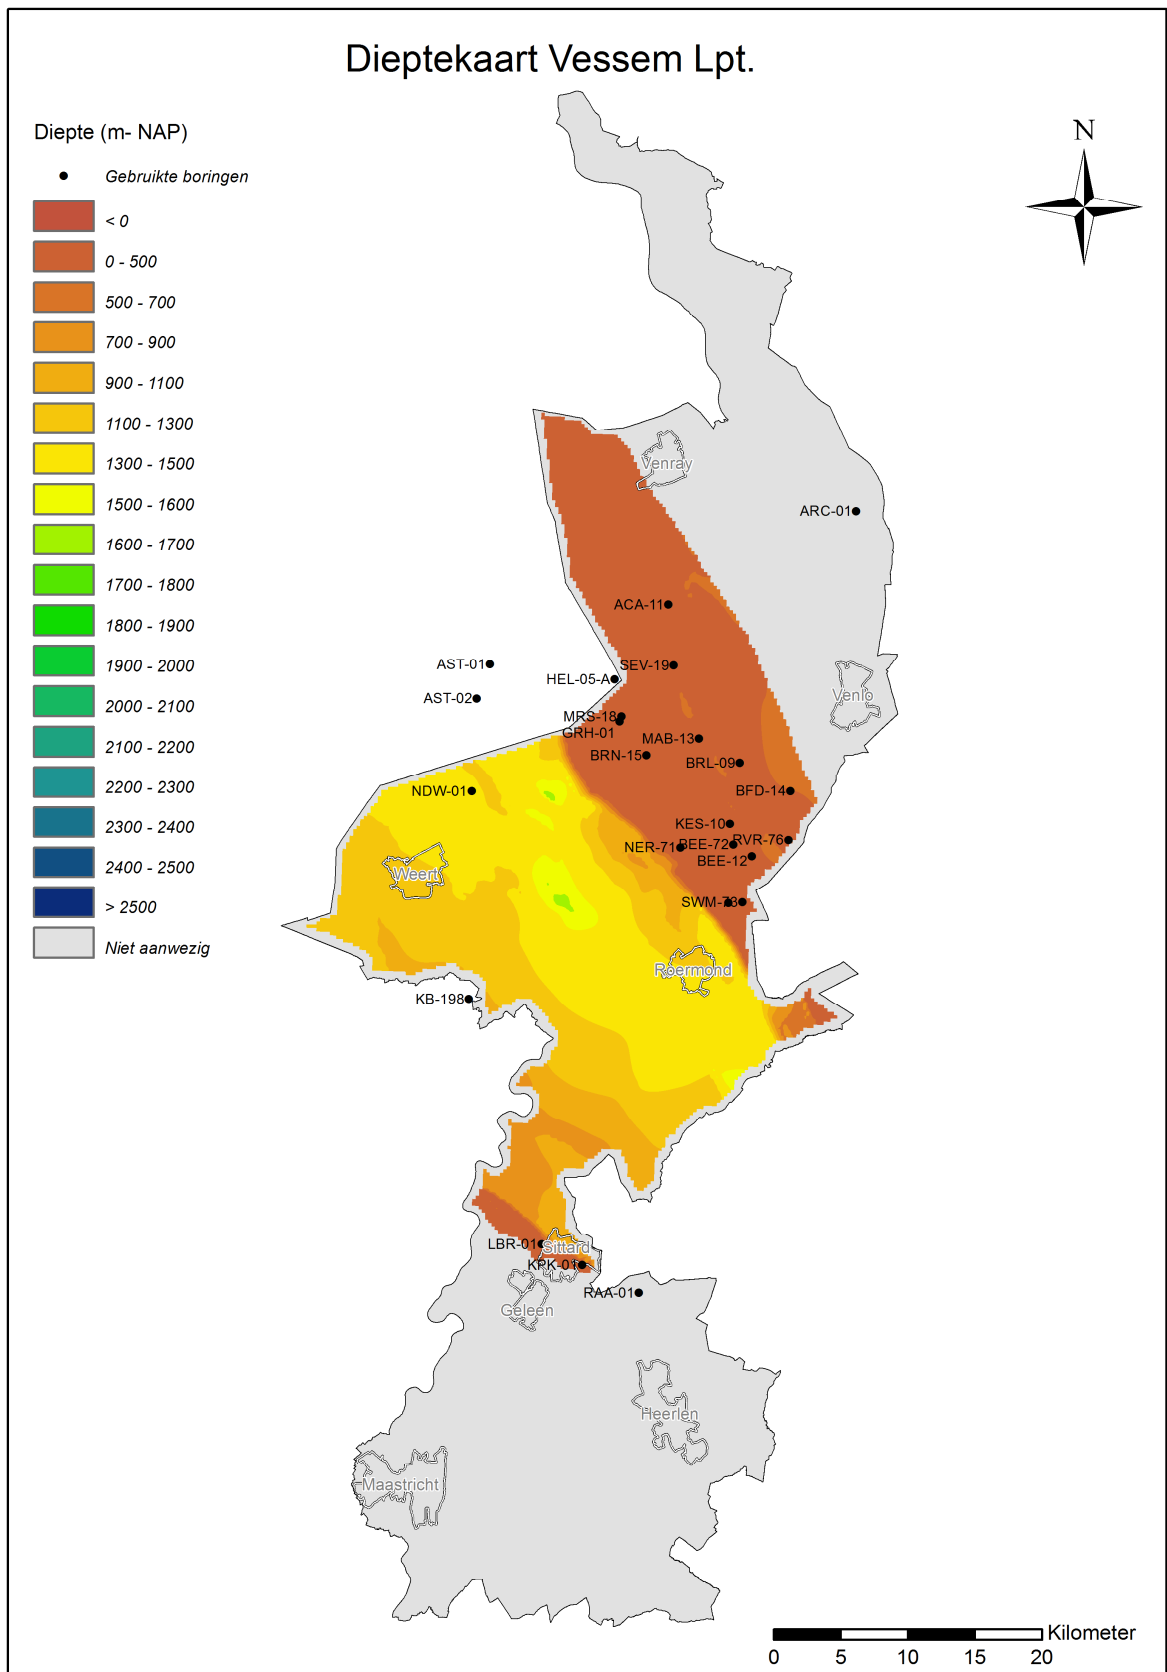 Dieptekaart Vessem Lpt.
Diepte (m- NAP)
Gebruikte boringen
< 0
0 - 500
500 - 700
700 - 900
900 - 1100
1100 - 1300
1300 - 1500
1500 - 1600
1600 - 1700
1700 - 1800
1800 - 1900
1900 - 2000
2000 - 2100
2100 - 2200
2200 - 2300
2300 - 2400
2400 - 2500
> 2500
Niet aanwezig
N
Venray
ARC-01
ACA-11
AST-01
SEV-19
HEL-05-A
AST-02
Venlo
MRS-18
GRH-01
MAB-13
BRN-15
BRL-09
NDW-01
BFD-14
KES-10
RVR-76
NER-71
BEE-72
BEE-12
Weert
SWM-73
Roermond
KB-198
LBR-01
Sittard
KPK-01
RAA-01
Geleen
Heerlen
Maastricht
Kilometer
0 5 10 15 20